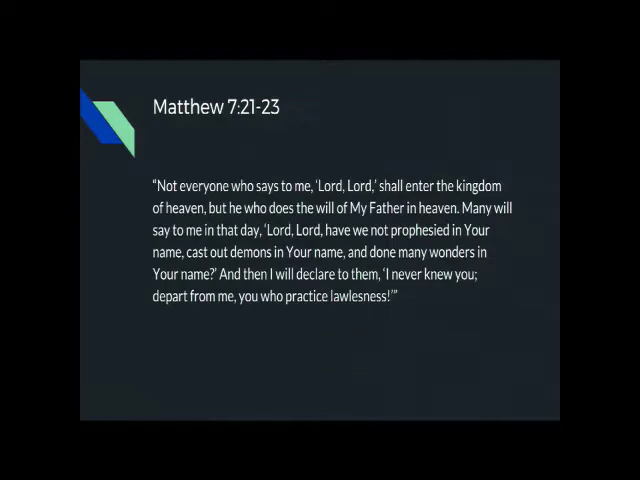 Matthew 7:21-23
“Not everyone who says to me, ‘Lord, Lord,’ shall enter the kingdom
of heaven, but he who does the will of My Father in heaven. Many will
say to me in that day, ‘Lord, Lord, have we not prophesied in Your
name, cast out demons in Your name, and done many wonders in
Your name?’ And then I will declare to them, ‘I never knew you;
depart from me, you who practice lawlesness!’”